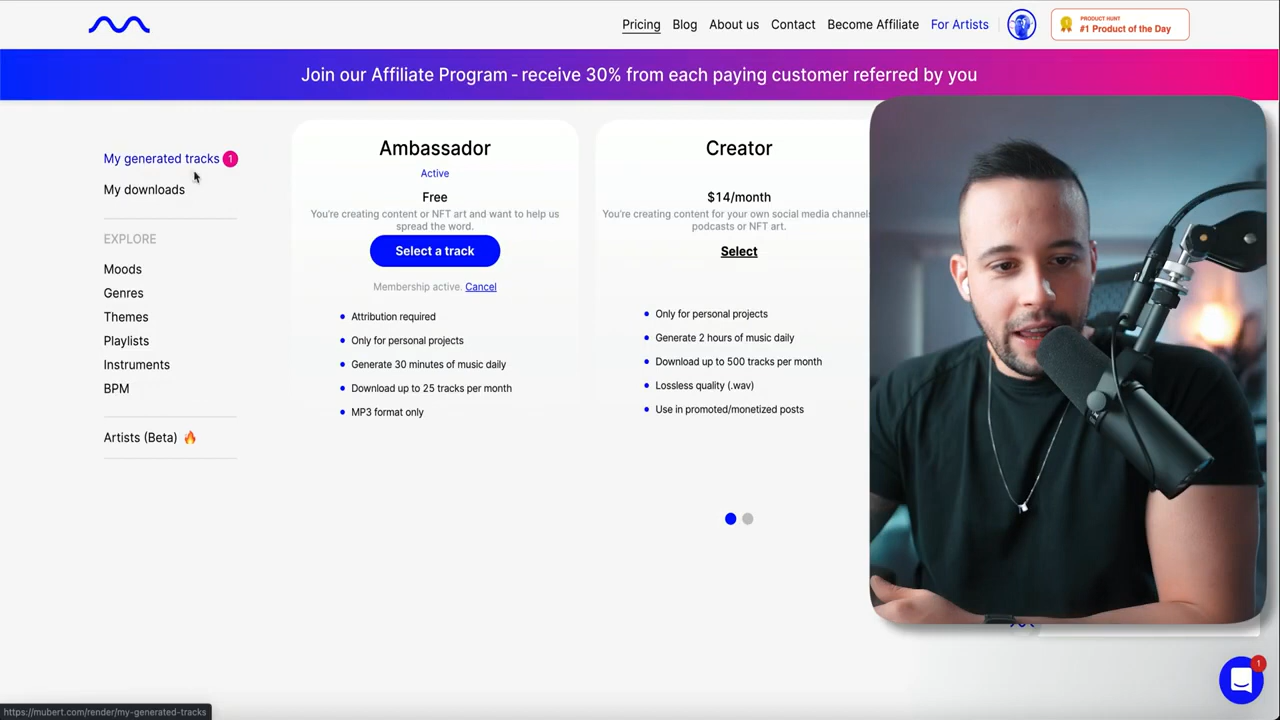 Pricing
Blog
About us
Contact
Become Affiliate
For Artists
PRODUCT HUNT
#1 Product of the Day
Join our Affiliate Program - receive 30% from each paying customer referred by you
My generated tracks 1
My downloads
EXPLORE
Moods
Genres
Themes
Playlists
Instruments
BPM
Artists (Beta) 🔥
Ambassador
Active
Free
You're creating content or NFT art and want to help us
spread the word.
Select a track
Membership active. Cancel
Attribution required
Only for personal projects
Generate 30 minutes of music daily
Download up to 25 tracks per month
MP3 format only
Creator
$14/month
You're creating content for your own social media channels
podcasts or NFT art.
Select
Only for personal projects
Generate 2 hours of music daily
Download up to 500 tracks per month
Lossless quality (.wav)
Use in promoted/monetized posts
1
https://mubert.com/render/my-generated-tracks